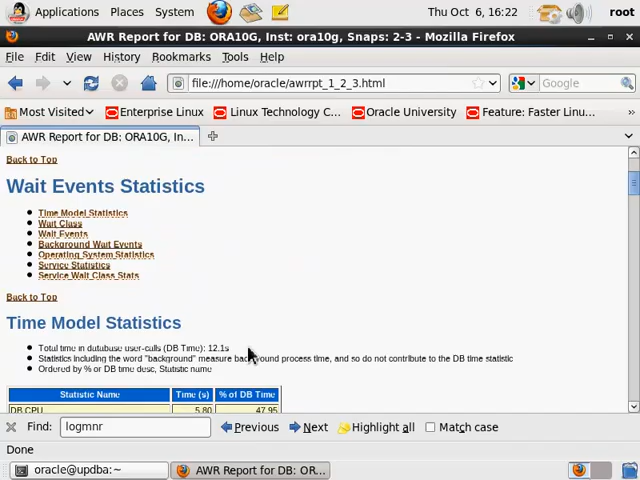 Applications Places System Thu Oct 6, 16:22 root
AWR Report for DB: ORA10G, Inst: ora10g, Snaps: 2-3 - Mozilla Firefox
File Edit View History Bookmarks Tools Help
file:///home/oracle/awrrpt_1_2_3.html Google
Most Visited Enterprise Linux Linux Technology C... Oracle University Feature: Faster Linu...
AWR Report for DB: ORA10G, In...
Back to Top
Wait Events Statistics
Time Model Statistics
Wait Class
Wait Events
Background Wait Events
Operating System Statistics
Service Statistics
Service Wait Class Stats
Back to Top
Time Model Statistics
Total time in database user-calls (DB Time): 12.1s
Statistics including the word "background" measure background process time, and so do not contribute to the DB time statistic
Ordered by % or DB time desc, Statistic name
Statistic Name Time (s) % of DB Time
DB CPU 5.80 47.95
Find: logmnr Previous Next Highlight all Match case
Done
oracle@updba:~ AWR Report for DB: OR...